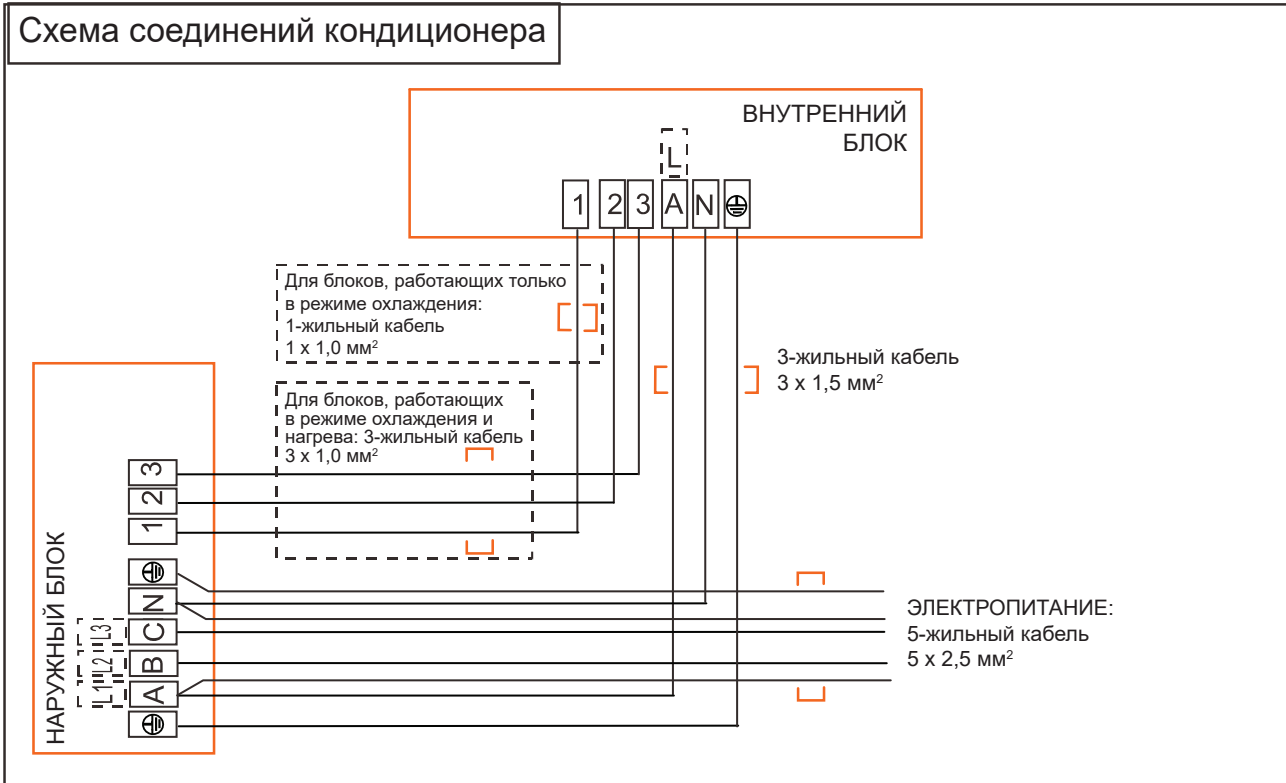 Схема соединений кондиционера
ВНУТРЕННИЙ
БЛОК
L
1 2 3 A N
Для блоков, работающих только
в режиме охлаждения:
1-жильный кабель
1 x 1,0 мм²
3-жильный кабель
3 x 1,5 мм²
Для блоков, работающих
в режиме охлаждения и
нагрева: 3-жильный кабель
3 x 1,0 мм²
НАРУЖНЫЙ БЛОК
3
2
1
N
L3 C
L2 B
L1 A
ЭЛЕКТРОПИТАНИЕ:
5-жильный кабель
5 x 2,5 мм²